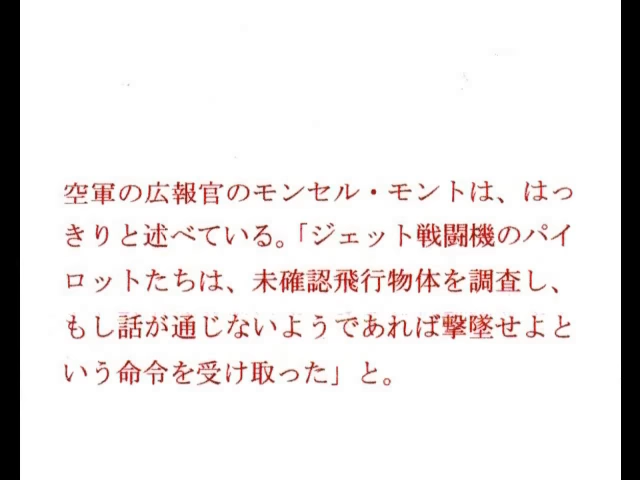 空軍の広報官のモンセル・モントは、はっ
きりと述べている。「ジェット戦闘機のパイ
ロットたちは、未確認飛行物体を調査し、
もし話が通じないようであれば撃墜せよと
いう命令を受け取った」と。